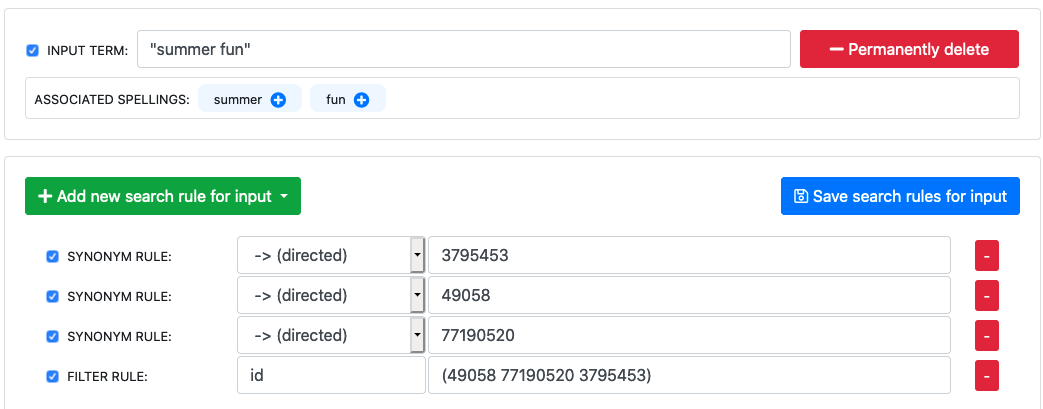 INPUT TERM: "summer fun" Permanently delete
ASSOCIATED SPELLINGS: summer fun
Add new search rule for input Save search rules for input
SYNONYM RULE: -> (directed) 3795453 -
SYNONYM RULE: -> (directed) 49058 -
SYNONYM RULE: -> (directed) 77190520 -
FILTER RULE: id (49058 77190520 3795453) -